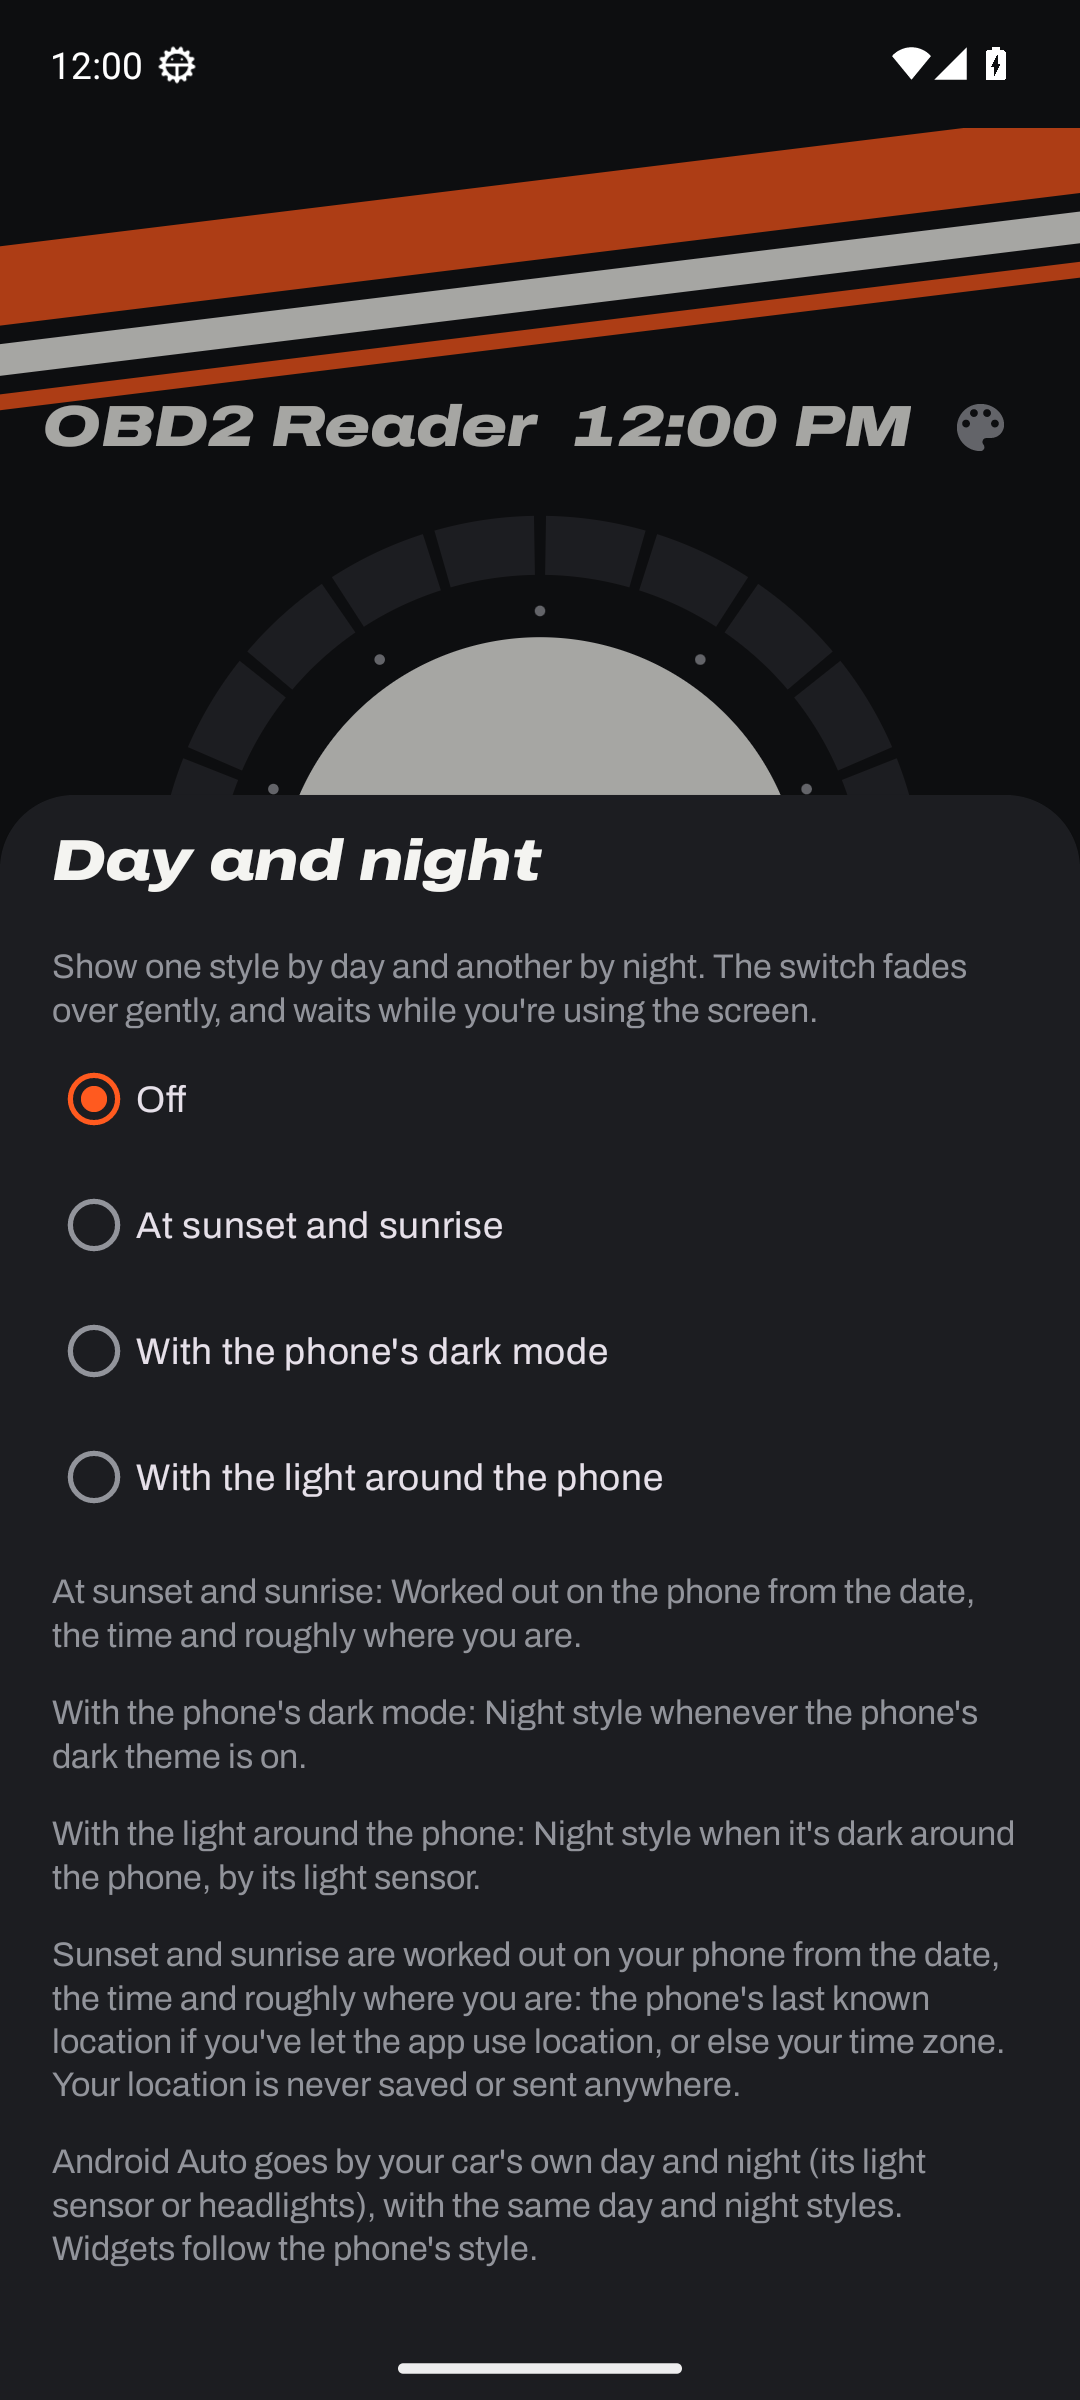 12:00
OBD2 Reader 12:00 PM
Day and night
Show one style by day and another by night. The switch fades
over gently, and waits while you're using the screen.
Off
At sunset and sunrise
With the phone's dark mode
With the light around the phone
At sunset and sunrise: Worked out on the phone from the date,
the time and roughly where you are.
With the phone's dark mode: Night style whenever the phone's
dark theme is on.
With the light around the phone: Night style when it's dark around
the phone, by its light sensor.
Sunset and sunrise are worked out on your phone from the date,
the time and roughly where you are: the phone's last known
location if you've let the app use location, or else your time zone.
Your location is never saved or sent anywhere.
Android Auto goes by your car's own day and night (its light
sensor or headlights), with the same day and night styles.
Widgets follow the phone's style.